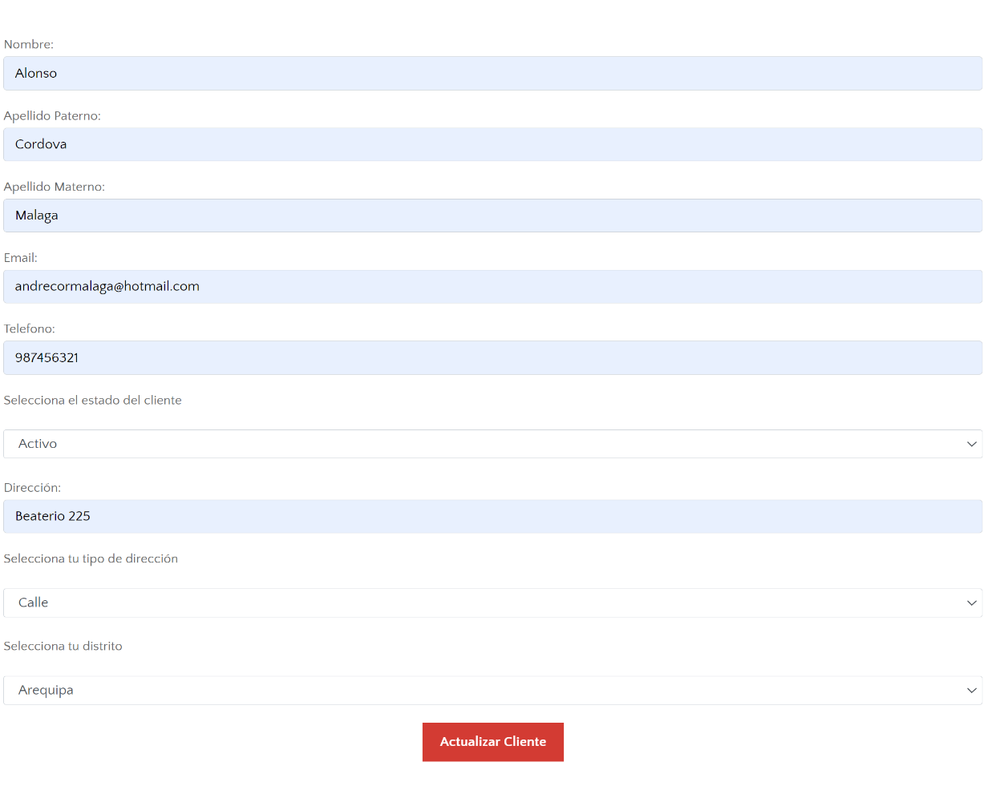 Nombre:
Alonso
Apellido Paterno:
Cordova
Apellido Materno:
Malaga
Email:
andrecormalaga@hotmail.com
Telefono:
987456321
Selecciona el estado del cliente
Activo
Dirección:
Beaterio 225
Selecciona tu tipo de dirección
Calle
Selecciona tu distrito
Arequipa
Actualizar Cliente